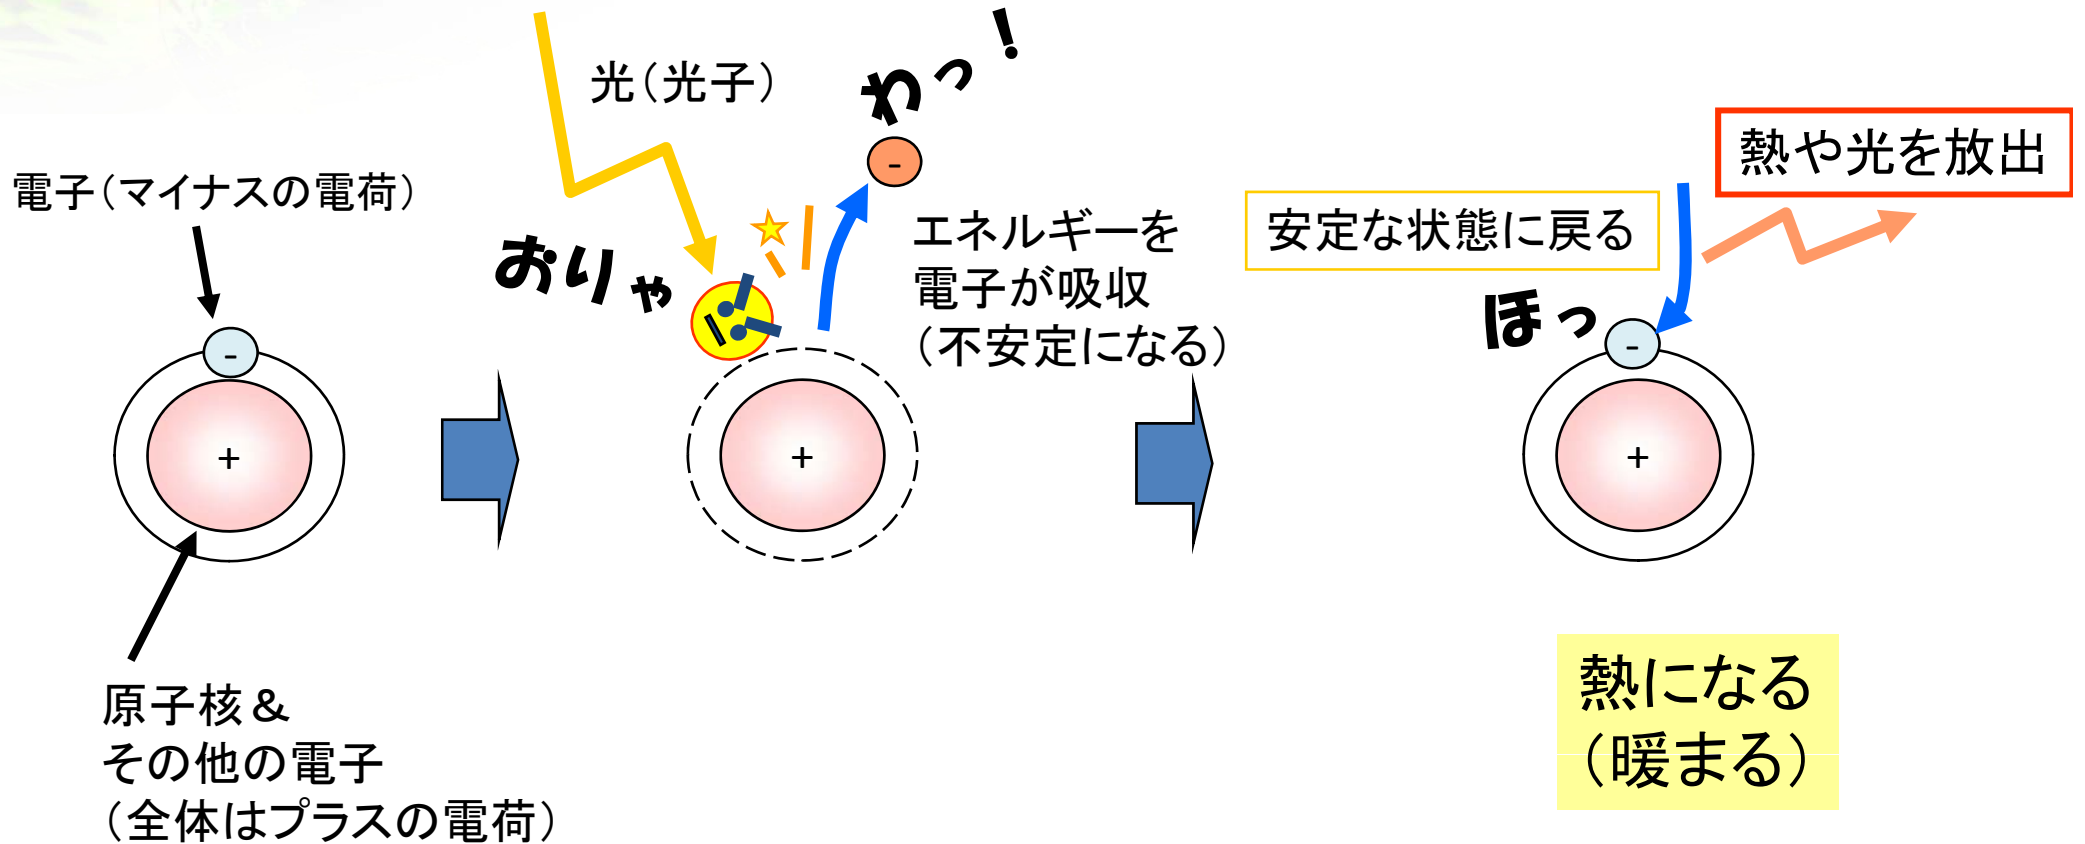 電子（マイナスの電荷）
-
+
原子核＆
その他の電子
（全体はプラスの電荷）
光（光子）
わっ！
-
おりゃ
エネルギーを
電子が吸収
（不安定になる）
+
熱や光を放出
安定な状態に戻る
ほっ
-
+
熱になる
（暖まる）